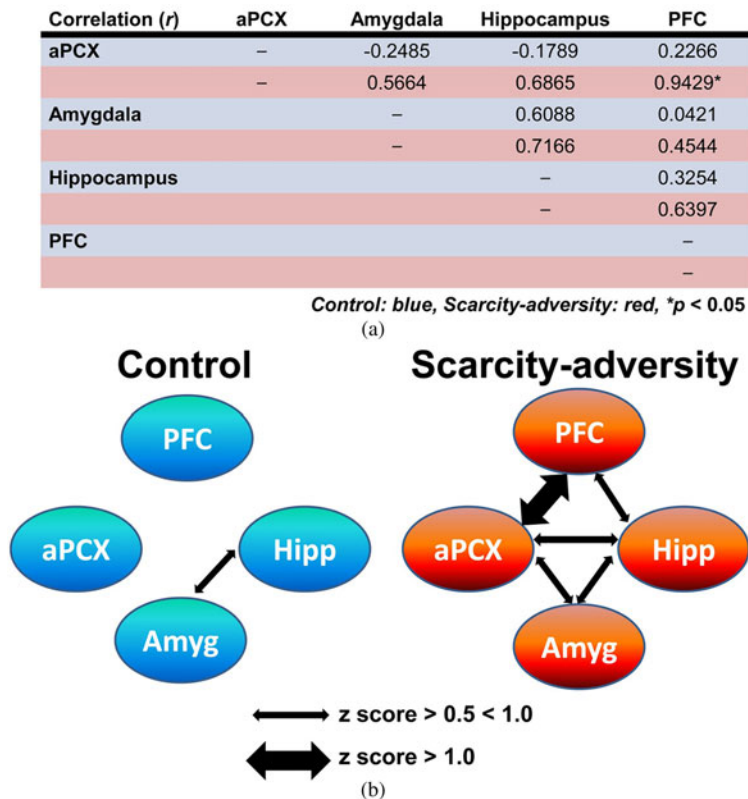 Correlation (r) aPCX Amygdala Hippocampus PFC
aPCX – -0.2485 -0.1789 0.2266
– 0.5664 0.6865 0.9429*
Amygdala – 0.6088 0.0421
– 0.7166 0.4544
Hippocampus – 0.3254
– 0.6397
PFC –
–
Control: blue, Scarcity-adversity: red, *p < 0.05
(a)
Control Scarcity-adversity
PFC PFC
aPCX Hipp aPCX Hipp
Amyg Amyg
z score > 0.5 < 1.0
z score > 1.0
(b)